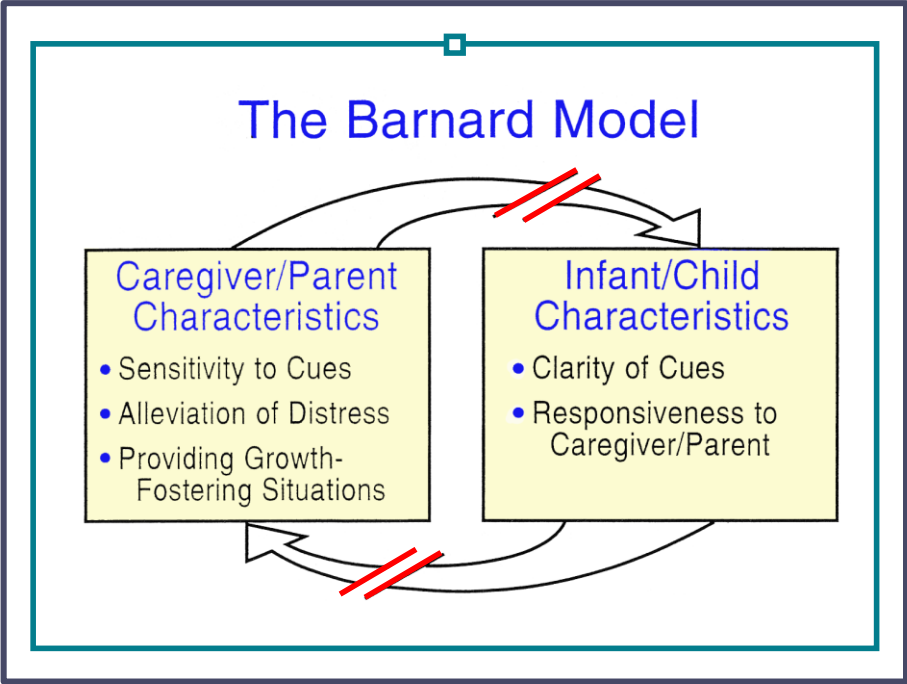 The Barnard Model
Caregiver/Parent
Characteristics
• Sensitivity to Cues
• Alleviation of Distress
• Providing Growth-
Fostering Situations
Infant/Child
Characteristics
• Clarity of Cues
• Responsiveness to
Caregiver/Parent